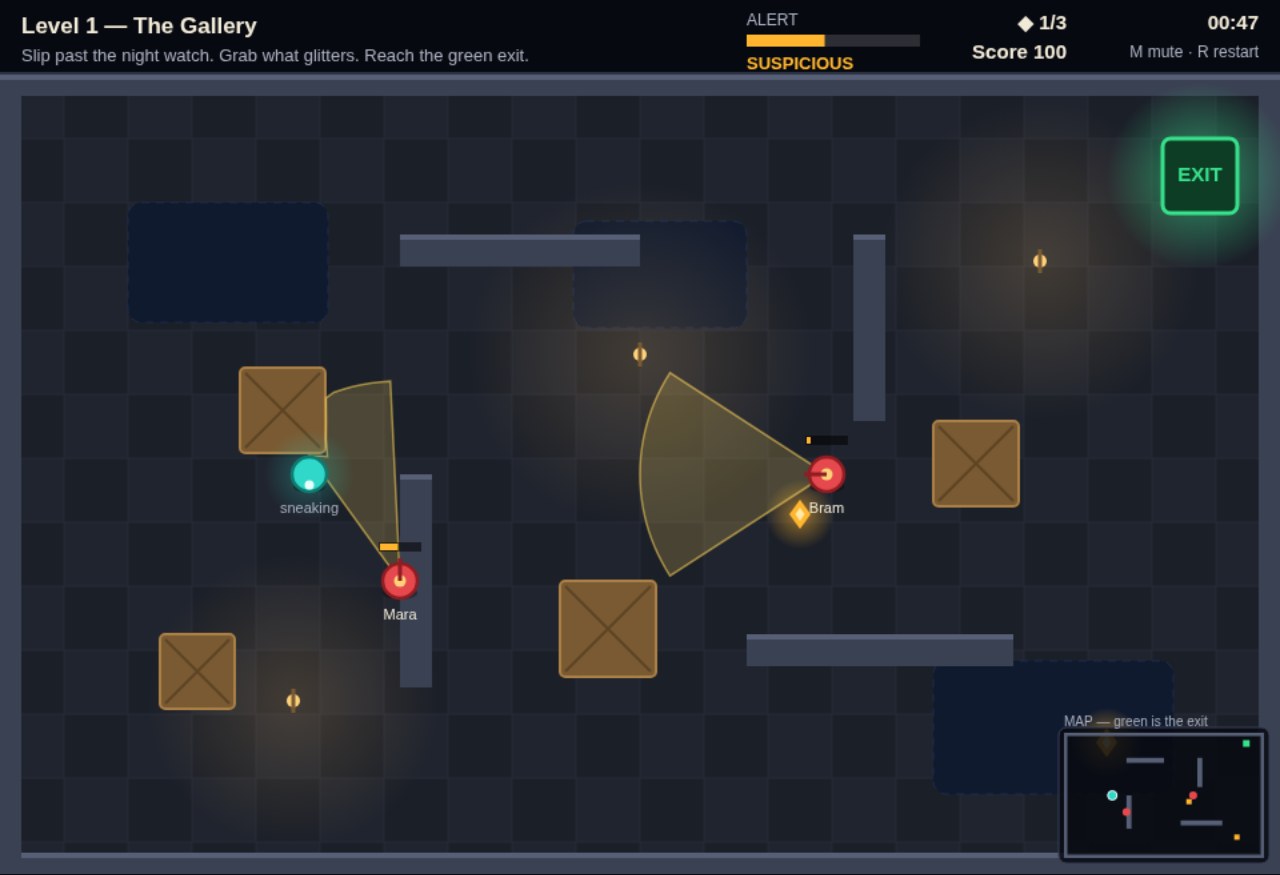 Level 1 — The Gallery
Slip past the night watch. Grab what glitters. Reach the green exit.
ALERT
SUSPICIOUS
◆ 1/3
Score 100
00:47
M mute · R restart
EXIT
sneaking
Bram
Mara
MAP — green is the exit